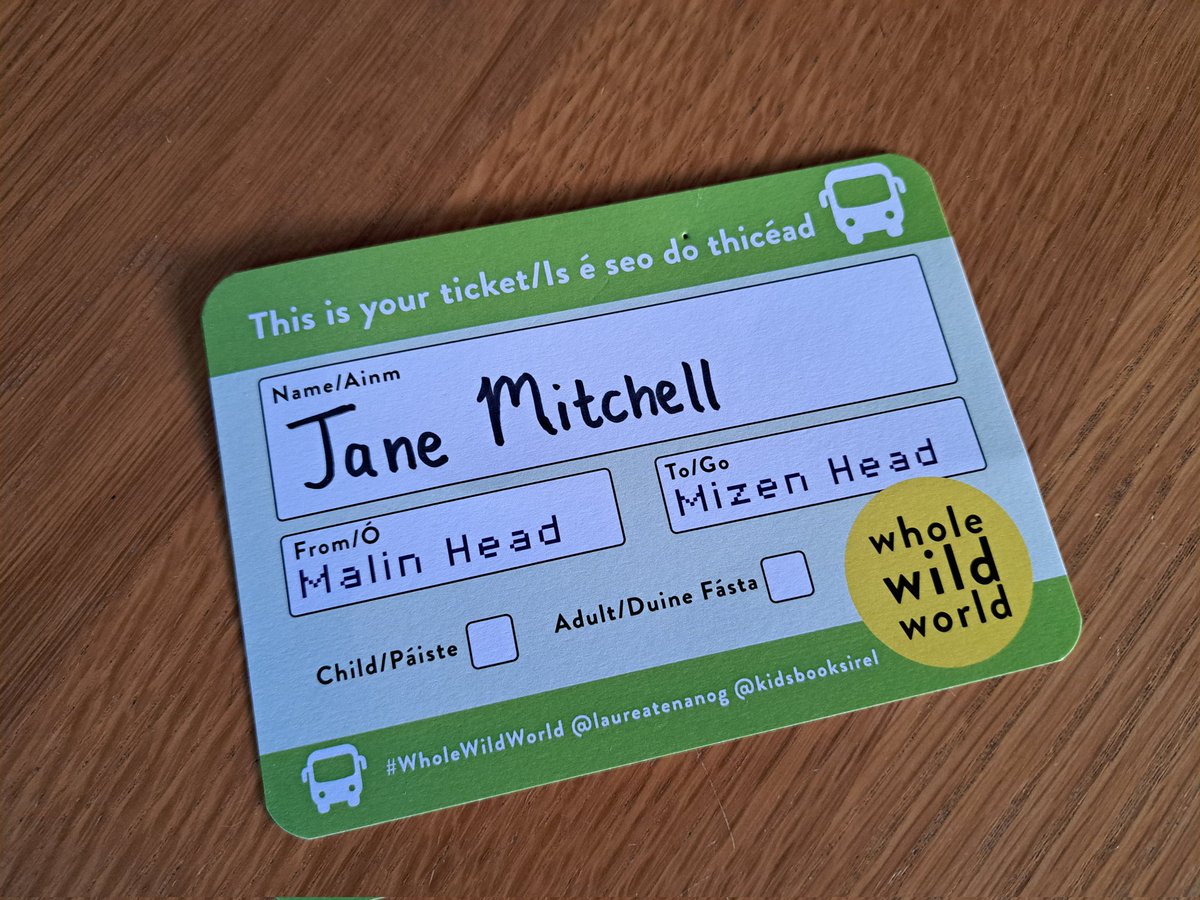 This is your ticket/Is é seo do thicéad
Name/Ainm
Jane Mitchell
From/Ó
Malin Head
To/Go
Mizen Head
Child/Páiste
Adult/Duine Fásta
whole
wild
world
#WholeWildWorld @laureatenanog @kidsbooksirel